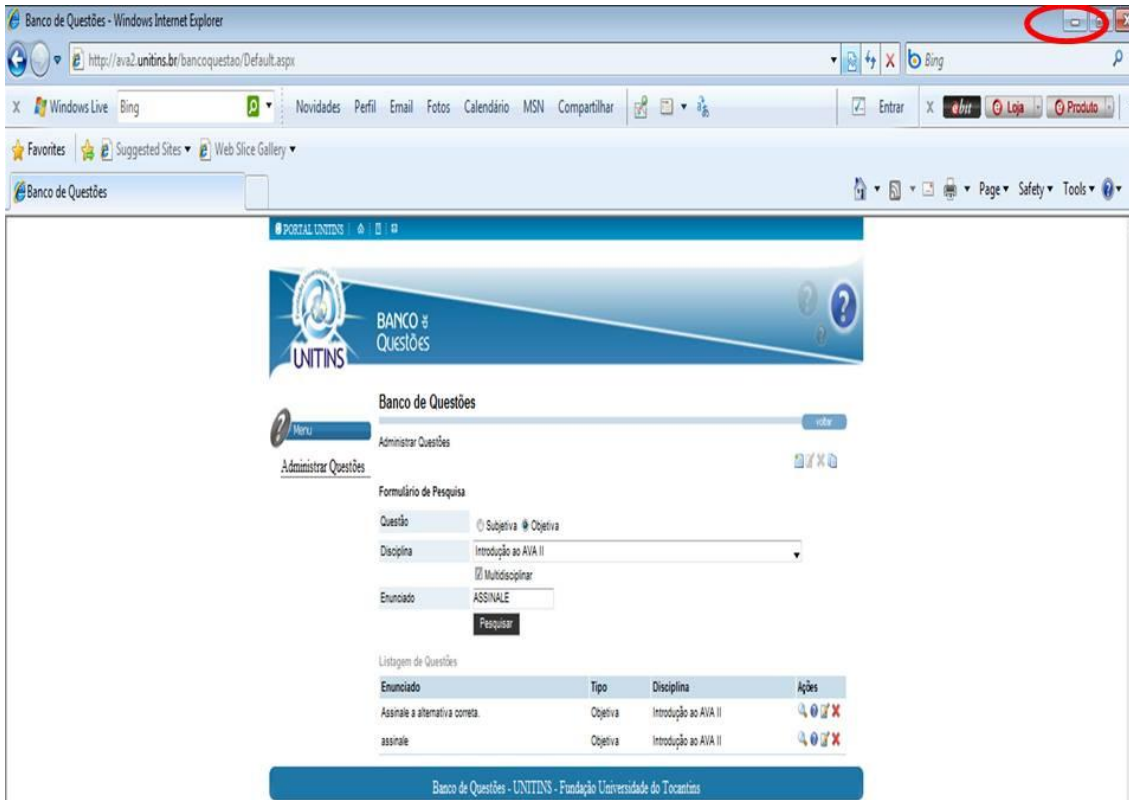 Banco de Questões - Windows Internet Explorer
http://ava2.unitins.br/bancoquestao/Default.aspx
Bing
X Windows Live Bing Novidades Perfil Email Fotos Calendário MSN Compartilhar Entrar X ebit Loja Produto
Favorites Suggested Sites Web Slice Gallery
Banco de Questões Page Safety Tools
PORTAL UNITINS
UNITINS
BANCO de
Questões
Banco de Questões
voltar
Menu
Administrar Questões
Administrar Questões
Formulário de Pesquisa
Questão Subjetiva Objetiva
Disciplina Introdução ao AVA II
Multidisciplinar
Enunciado ASSINALE
Pesquisar
Listagem de Questões
Enunciado Tipo Disciplina Ações
Assinale a alternativa correta. Objetiva Introdução ao AVA II
assinale Objetiva Introdução ao AVA II
Banco de Questões - UNITINS - Fundação Universidade do Tocantins